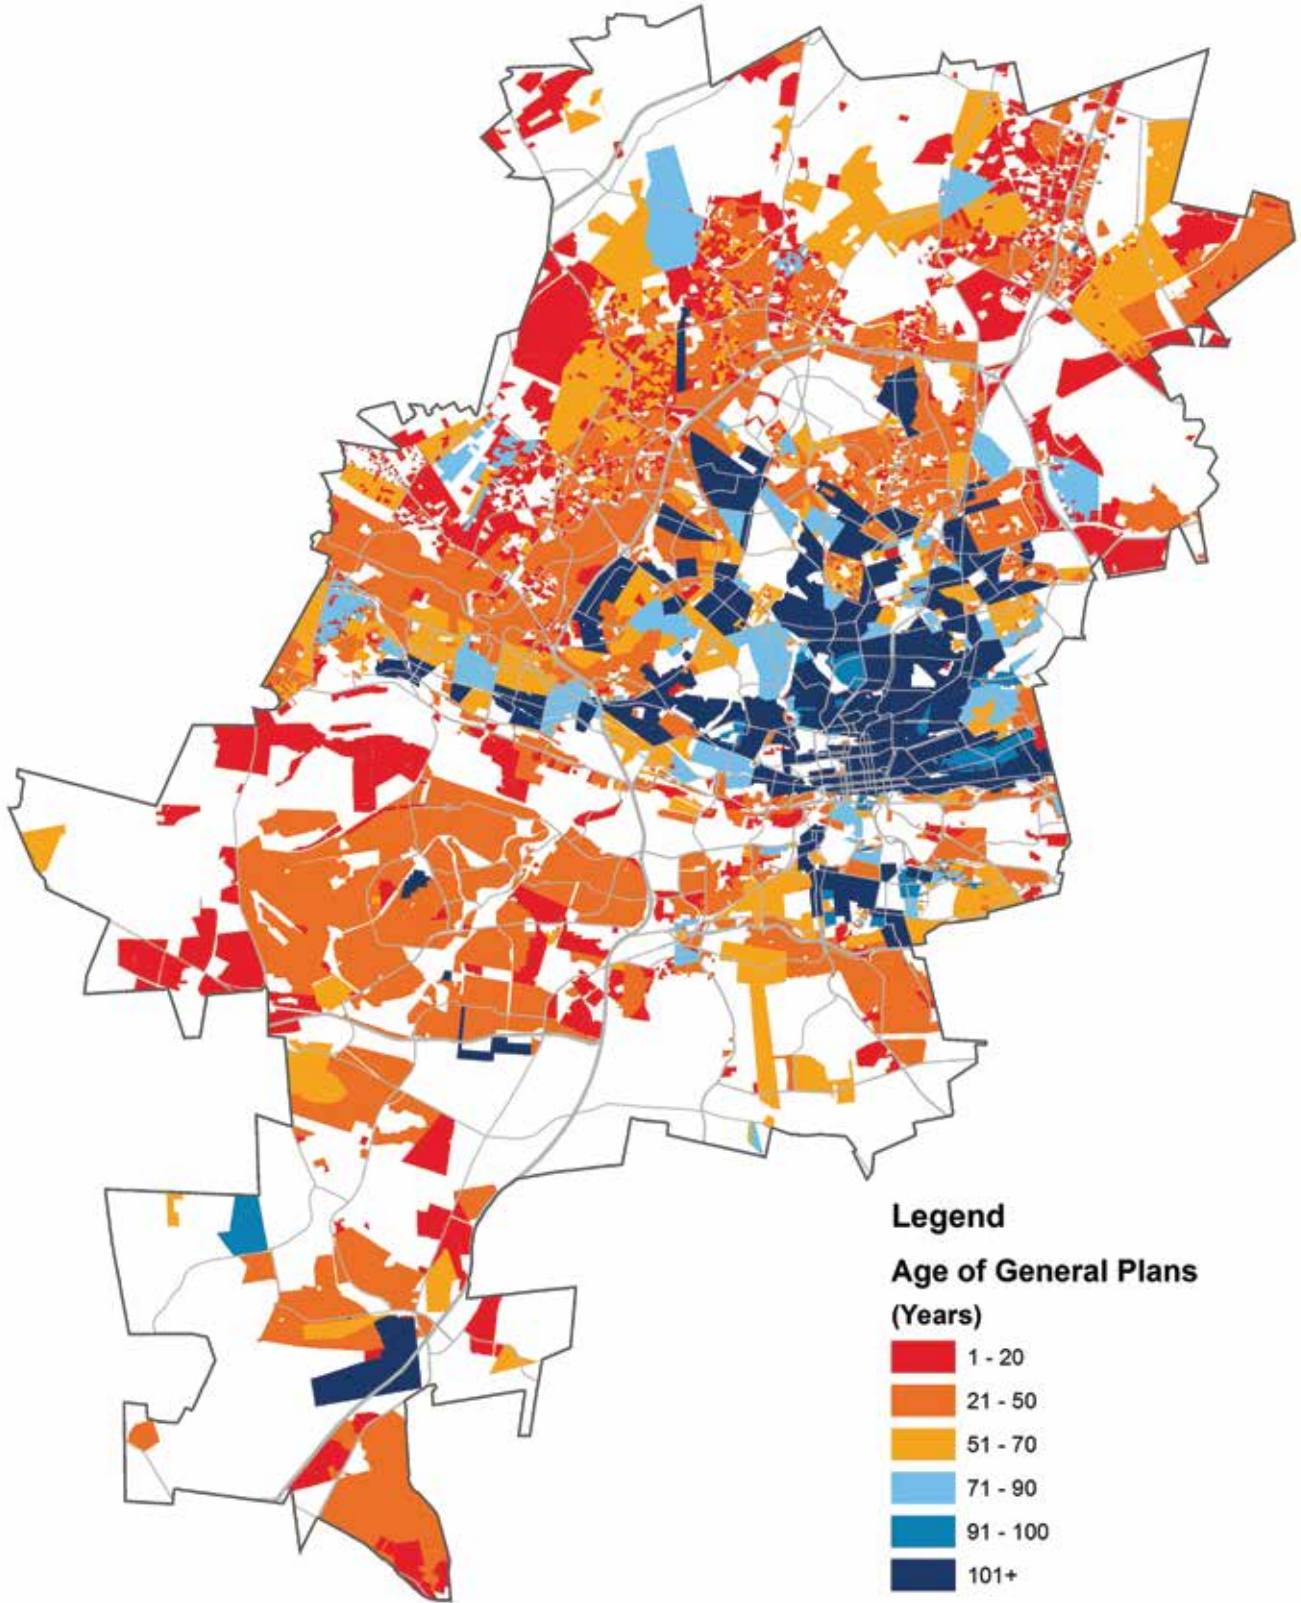 Legend
Age of General Plans
(Years)
1 - 20
21 - 50
51 - 70
71 - 90
91 - 100
101+